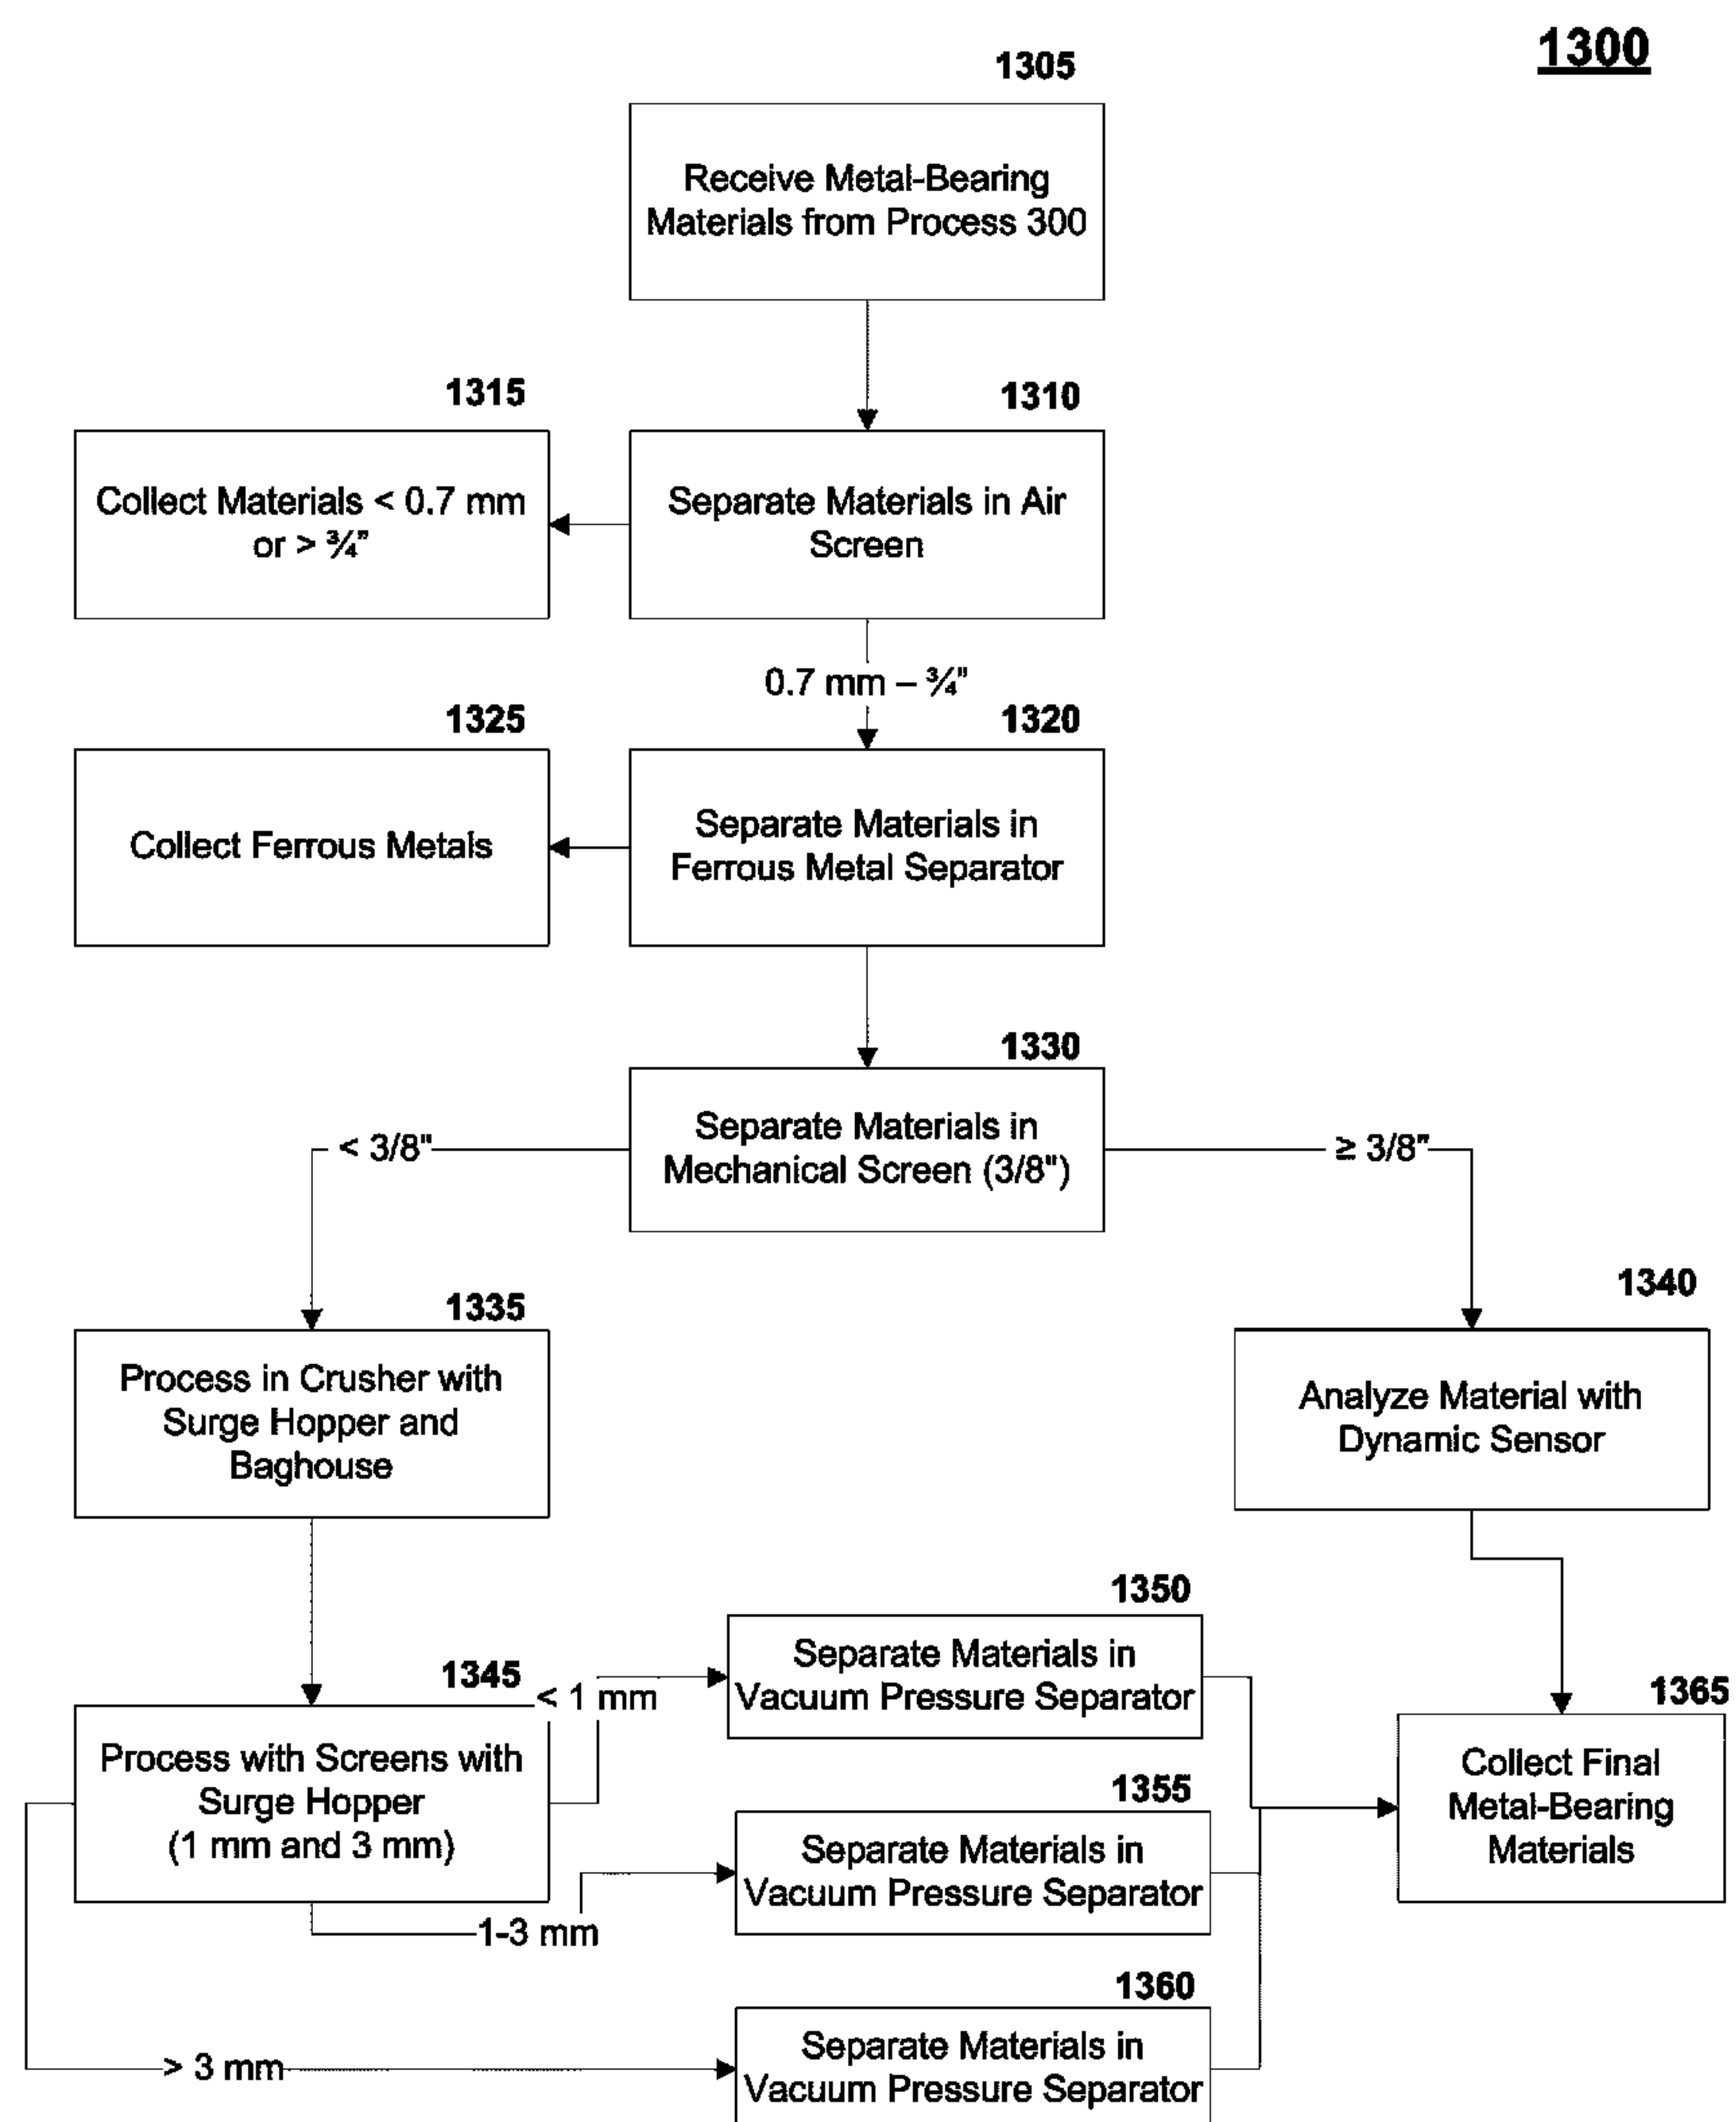 1300
1305
Receive Metal-Bearing
Materials from Process 300
1315
1310
Collect Materials < 0.7 mm
or > ¾"
Separate Materials in Air
Screen
0.7 mm – ¾"
1325
1320
Collect Ferrous Metals
Separate Materials in
Ferrous Metal Separator
1330
Separate Materials in
Mechanical Screen (3/8")
< 3/8"
≥ 3/8"
1335
1340
Process in Crusher with
Surge Hopper and
Baghouse
Analyze Material with
Dynamic Sensor
1345
Process with Screens with
Surge Hopper
(1 mm and 3 mm)
< 1 mm
1350
Separate Materials in
Vacuum Pressure Separator
1-3 mm
1355
Separate Materials in
Vacuum Pressure Separator
> 3 mm
1360
Separate Materials in
Vacuum Pressure Separator
1365
Collect Final
Metal-Bearing
Materials